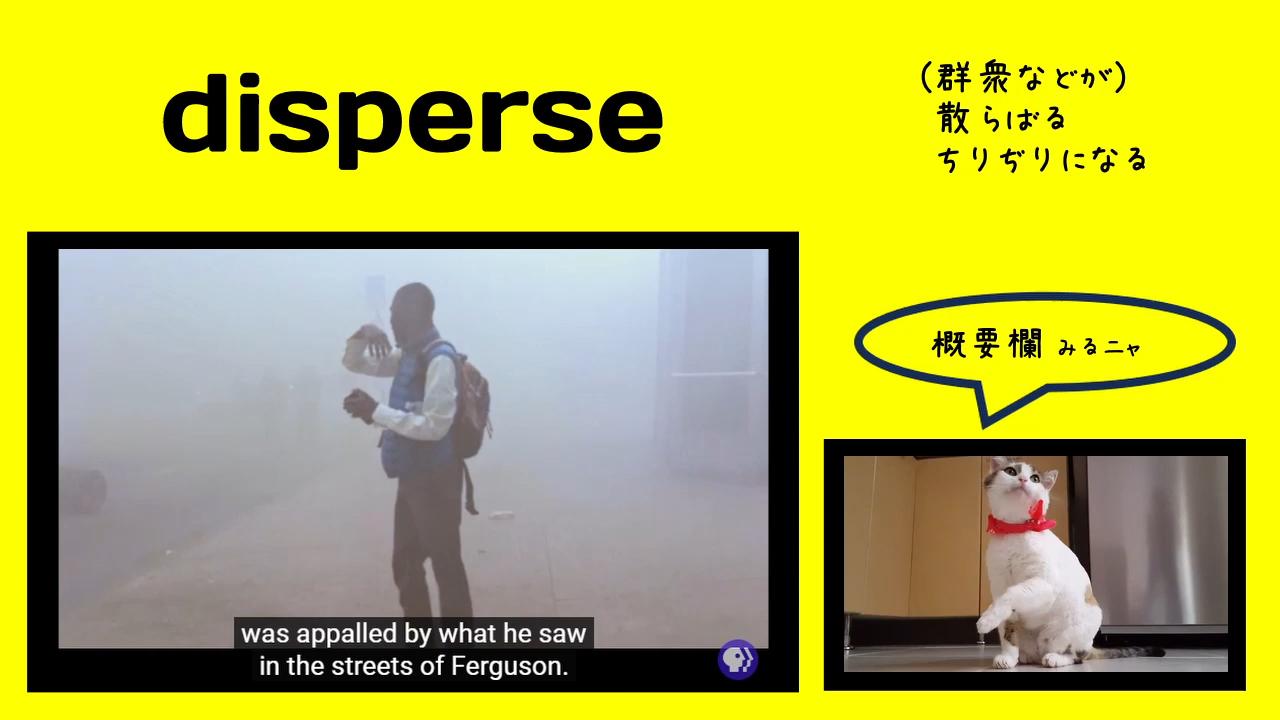 disperse
（群衆などが）
散らばる
ちりぢりになる
概要欄 みるニャ
was appalled by what he saw
in the streets of Ferguson.